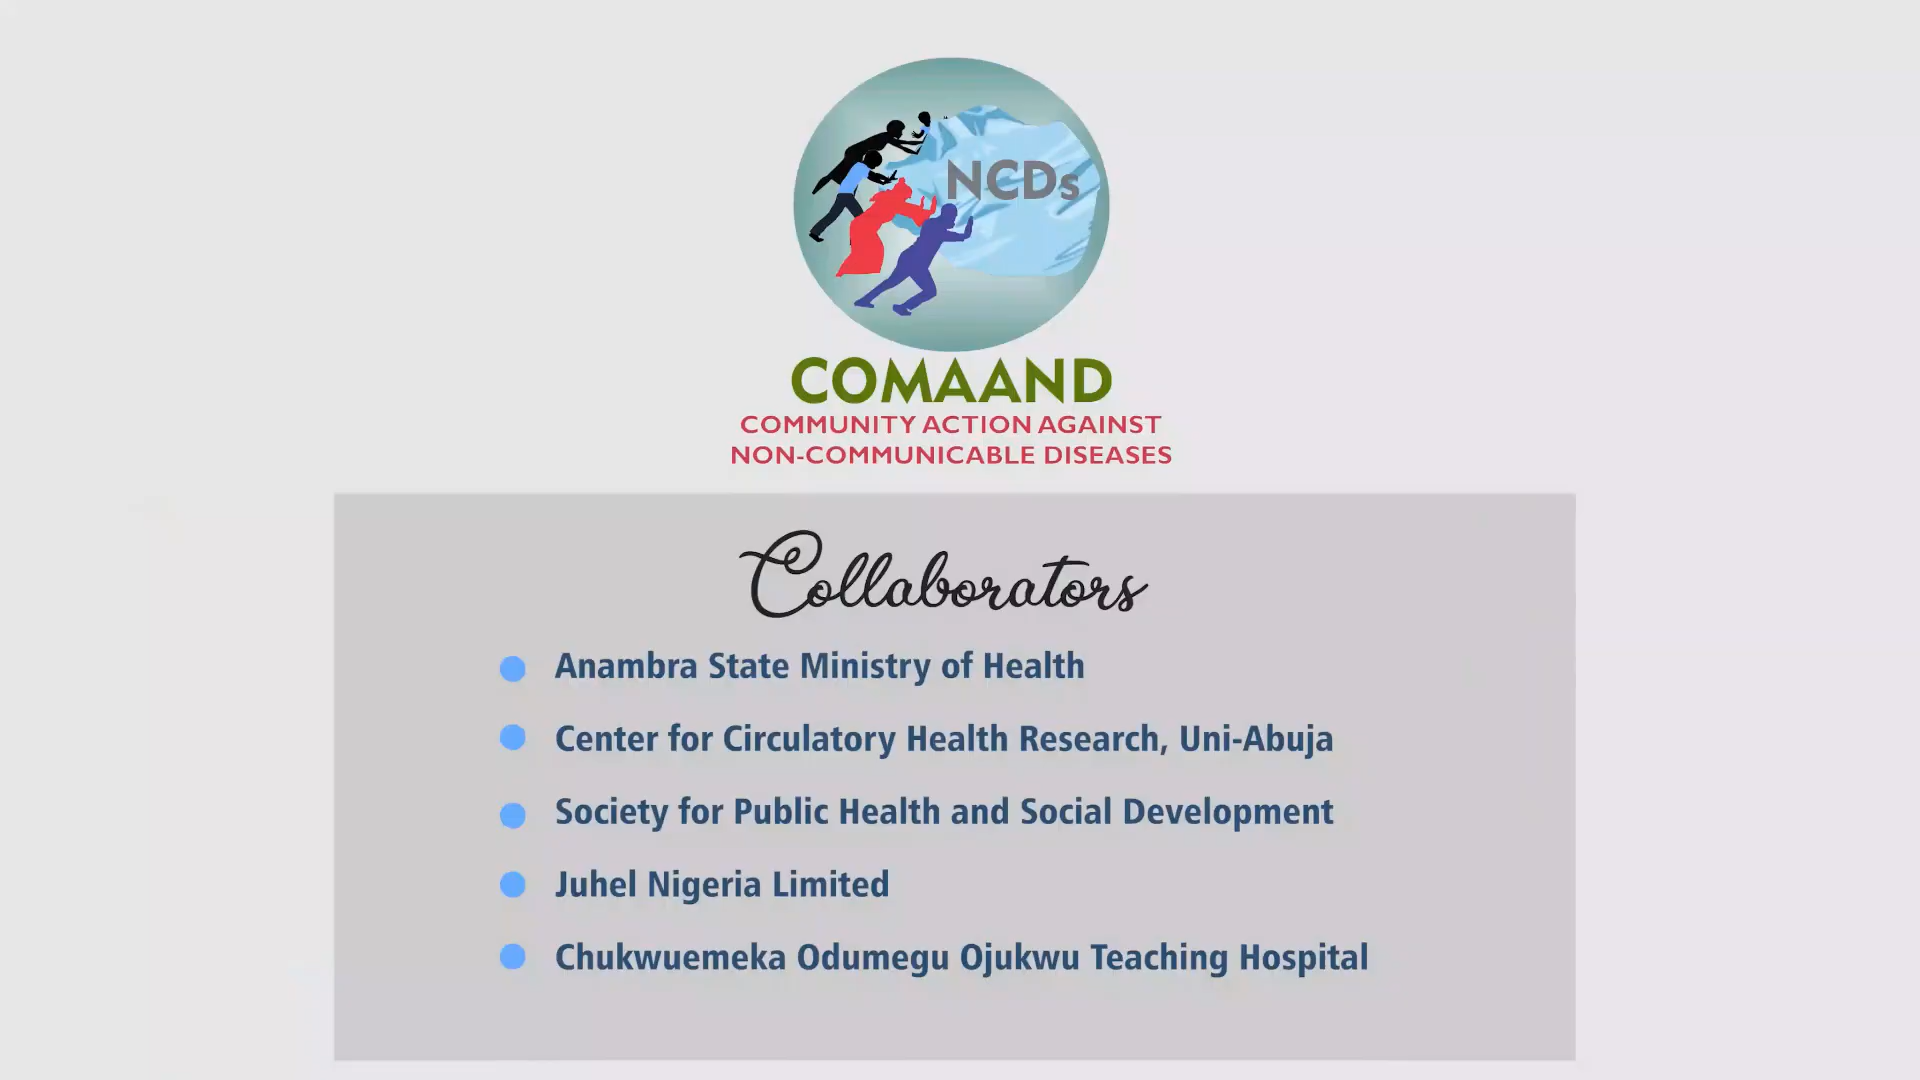 NCDs
COMAAND
COMMUNITY ACTION AGAINST
NON-COMMUNICABLE DISEASES
Collaborators
Anambra State Ministry of Health
Center for Circulatory Health Research, Uni-Abuja
Society for Public Health and Social Development
Juhel Nigeria Limited
Chukwuemeka Odumegu Ojukwu Teaching Hospital